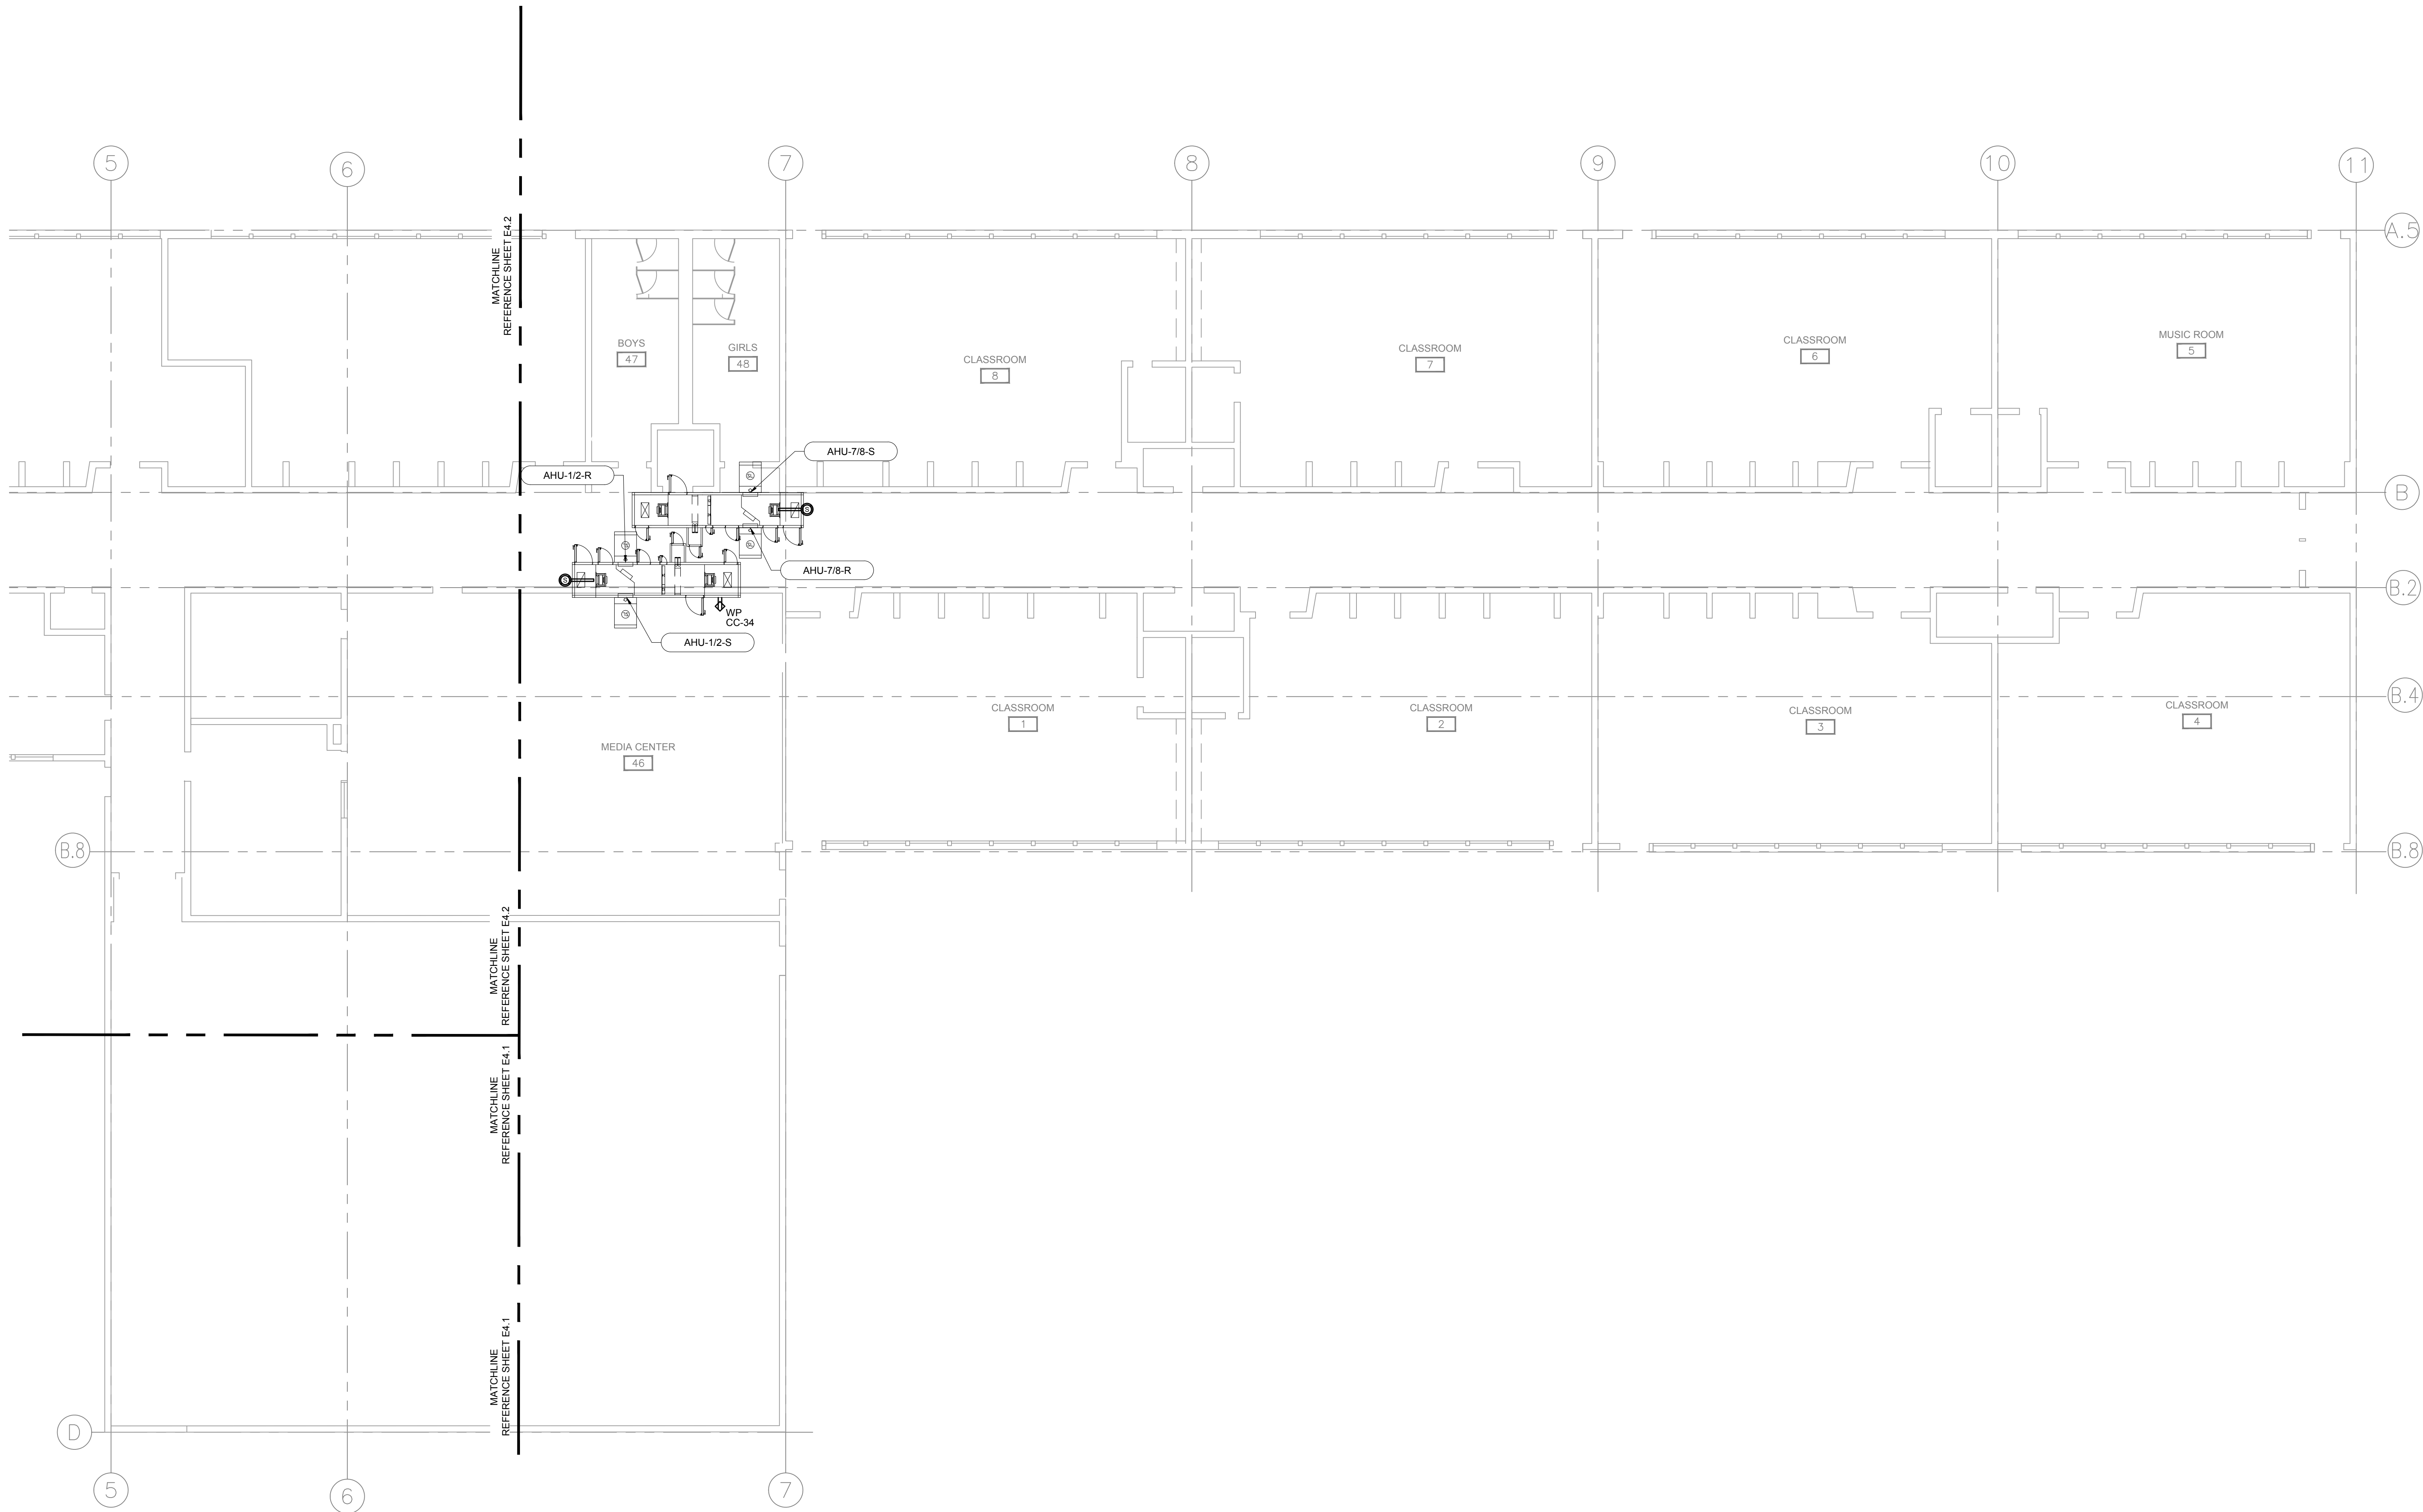 5
6
7
8
9
10
11
MATCHLINE
REFERENCE SHEET E4.2
A.5
BOYS
47
GIRLS
48
CLASSROOM
8
CLASSROOM
7
CLASSROOM
6
MUSIC ROOM
5
AHU-7/8-S
AHU-1/2-R
B
S
AHU-7/8-R
S
B.2
WP
CC-34
AHU-1/2-S
B.4
CLASSROOM
1
CLASSROOM
2
CLASSROOM
3
CLASSROOM
4
MEDIA CENTER
46
B.8
B.8
MATCHLINE
REFERENCE SHEET E4.2
MATCHLINE
REFERENCE SHEET E4.1
MATCHLINE
REFERENCE SHEET E4.1
D
5
6
7